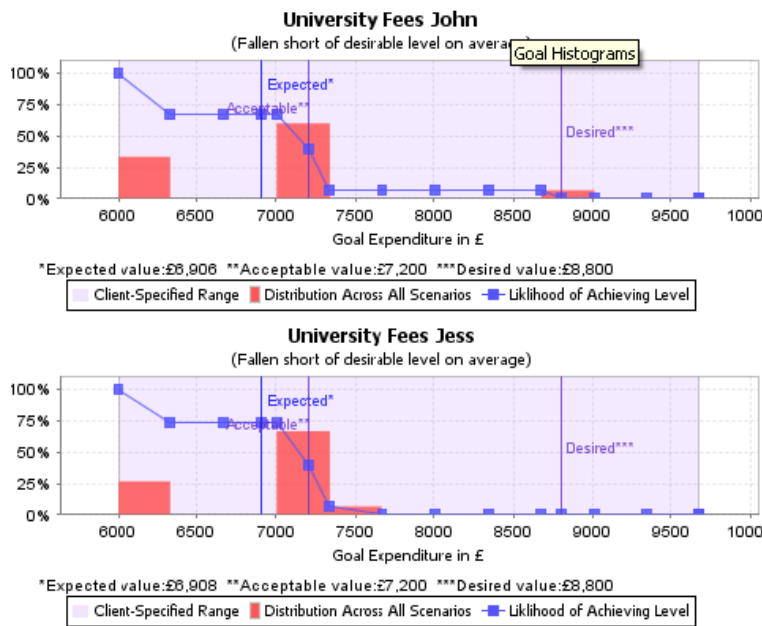 University Fees John
(Fallen short of desirable level on average)
Goal Histograms
100%
75%
50%
25%
0%
Expected*
Acceptable**
Desired***
6000 6500 7000 7500 8000 8500 9000 9500 1000
Goal Expenditure in £
*Expected value:£6,906 **Acceptable value:£7,200 ***Desired value:£8,800
Client-Specified Range Distribution Across All Scenarios Liklihood of Achieving Level
University Fees Jess
(Fallen short of desirable level on average)
100%
75%
50%
25%
0%
Expected*
Acceptable**
Desired***
6000 6500 7000 7500 8000 8500 9000 9500 1000
Goal Expenditure in £
*Expected value:£6,908 **Acceptable value:£7,200 ***Desired value:£8,800
Client-Specified Range Distribution Across All Scenarios Liklihood of Achieving Level